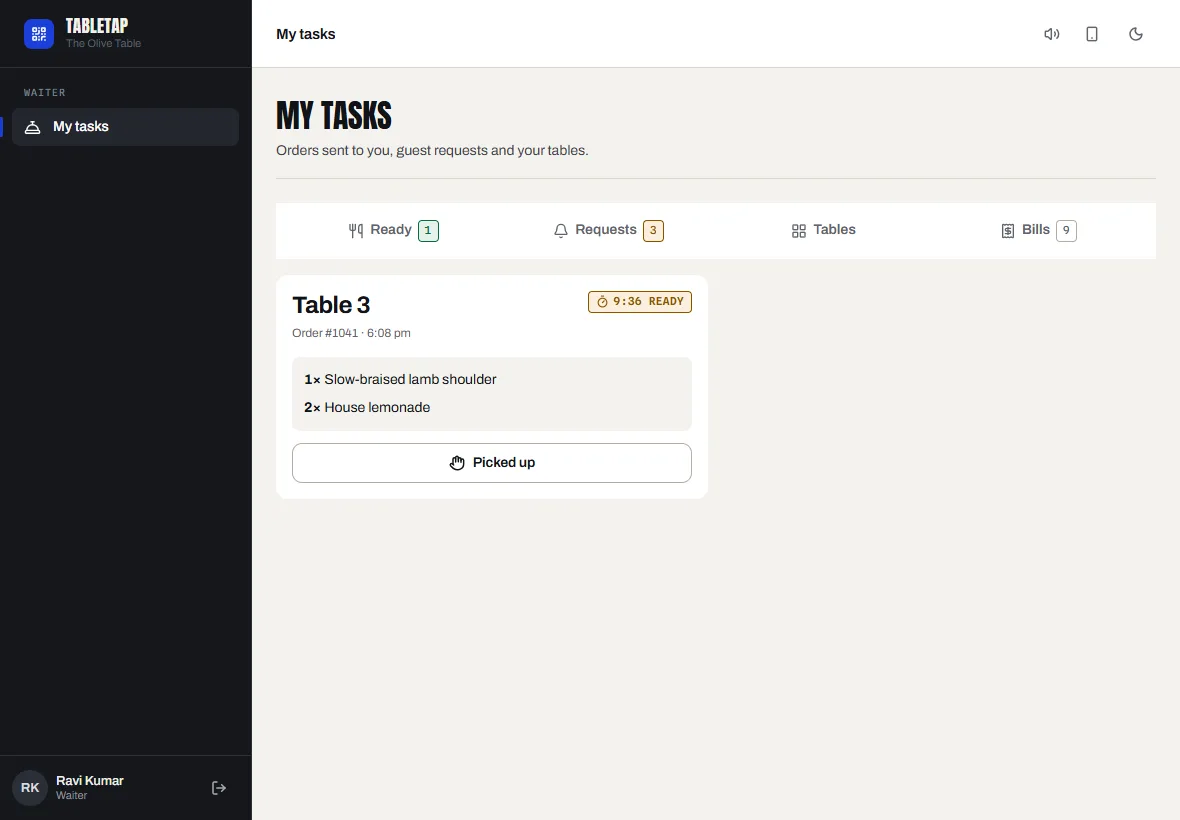 TABLETAP
The Olive Table
WAITER
My tasks
RK
Ravi Kumar
Waiter
My tasks
MY TASKS
Orders sent to you, guest requests and your tables.
Ready 1
Requests 3
Tables
Bills 9
Table 3
9:36 READY
Order #1041 · 6:08 pm
1× Slow-braised lamb shoulder
2× House lemonade
Picked up